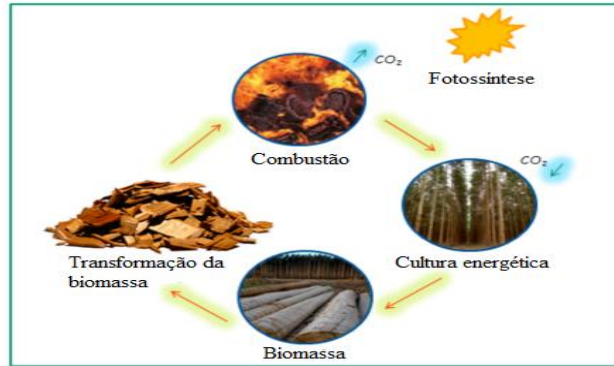 CO₂
Fotossíntese
Combustão
CO₂
Transformação da
biomassa
Cultura energética
Biomassa